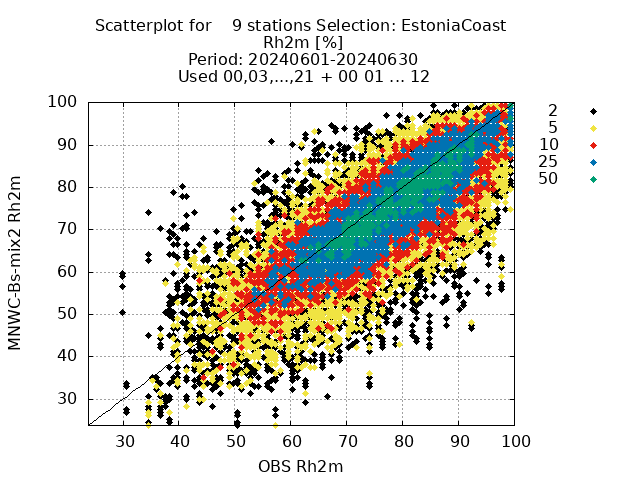 Scatterplot for 9 stations Selection: EstoniaCoast
Rh2m [%]
Period: 20240601-20240630
Used 00,03,...,21 + 00 01 ... 12
100
90
80
70
60
50
40
30
MNWC-Bs-mix2 Rh2m
30 40 50 60 70 80 90 100
OBS Rh2m
2
5
10
25
50